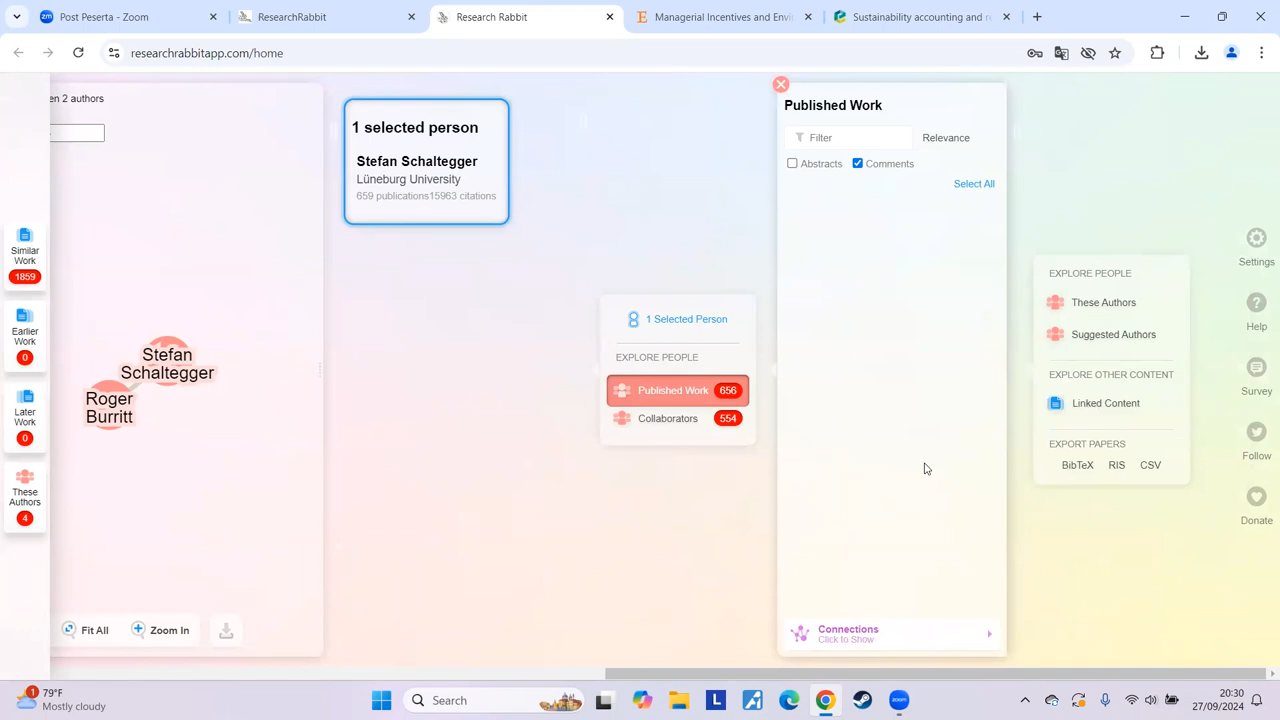 Post Peserta - Zoom
ResearchRabbit
Research Rabbit
Managerial Incentives and Envi
Sustainability accounting and r
researchrabbitapp.com/home
en 2 authors
1 selected person
Stefan Schaltegger
Lüneburg University
659 publications15963 citations
Similar
Work
1859
Earlier
Work
0
Later
Work
0
These
Authors
4
Stefan
Schaltegger
Roger
Burritt
Fit All
Zoom In
1 Selected Person
EXPLORE PEOPLE
Published Work 656
Collaborators 554
Published Work
Filter
Relevance
Abstracts
Comments
Select All
Connections
Click to Show
EXPLORE PEOPLE
These Authors
Suggested Authors
EXPLORE OTHER CONTENT
Linked Content
EXPORT PAPERS
BibTeX RIS CSV
Settings
Help
Survey
Follow
Donate
1
79°F
Mostly cloudy
Search
20:30
27/09/2024